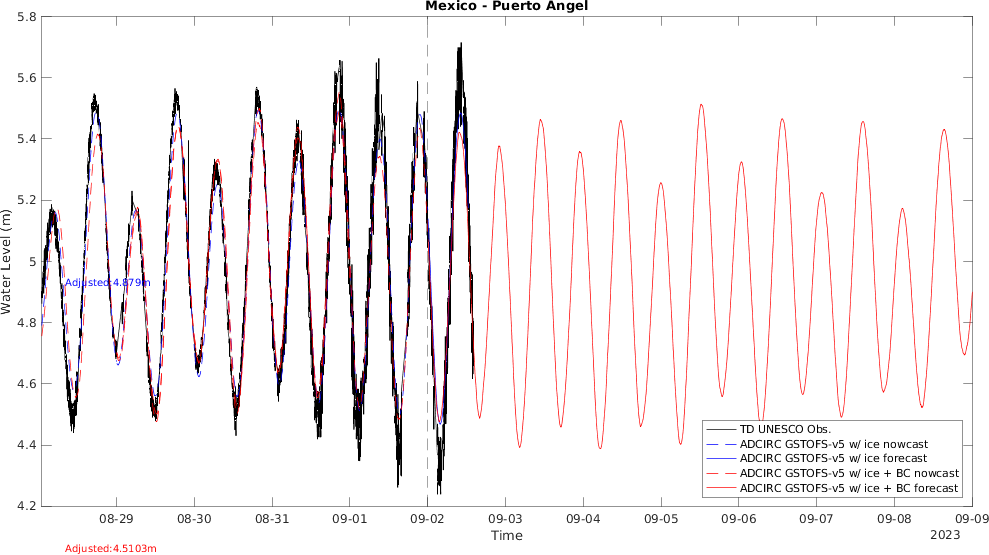 Mexico - Puerto Angel
5.8
5.6
5.4
5.2
5
4.8
4.6
4.4
4.2
Water Level (m)
Adjusted:4.879m
TD UNESCO Obs.
ADCIRC GSTOFS-v5 w/ ice nowcast
ADCIRC GSTOFS-v5 w/ ice forecast
ADCIRC GSTOFS-v5 w/ ice + BC nowcast
ADCIRC GSTOFS-v5 w/ ice + BC forecast
08-29 08-30 08-31 09-01 09-02 09-03 09-04 09-05 09-06 09-07 09-08 09-09
Time
2023
Adjusted:4.5103m